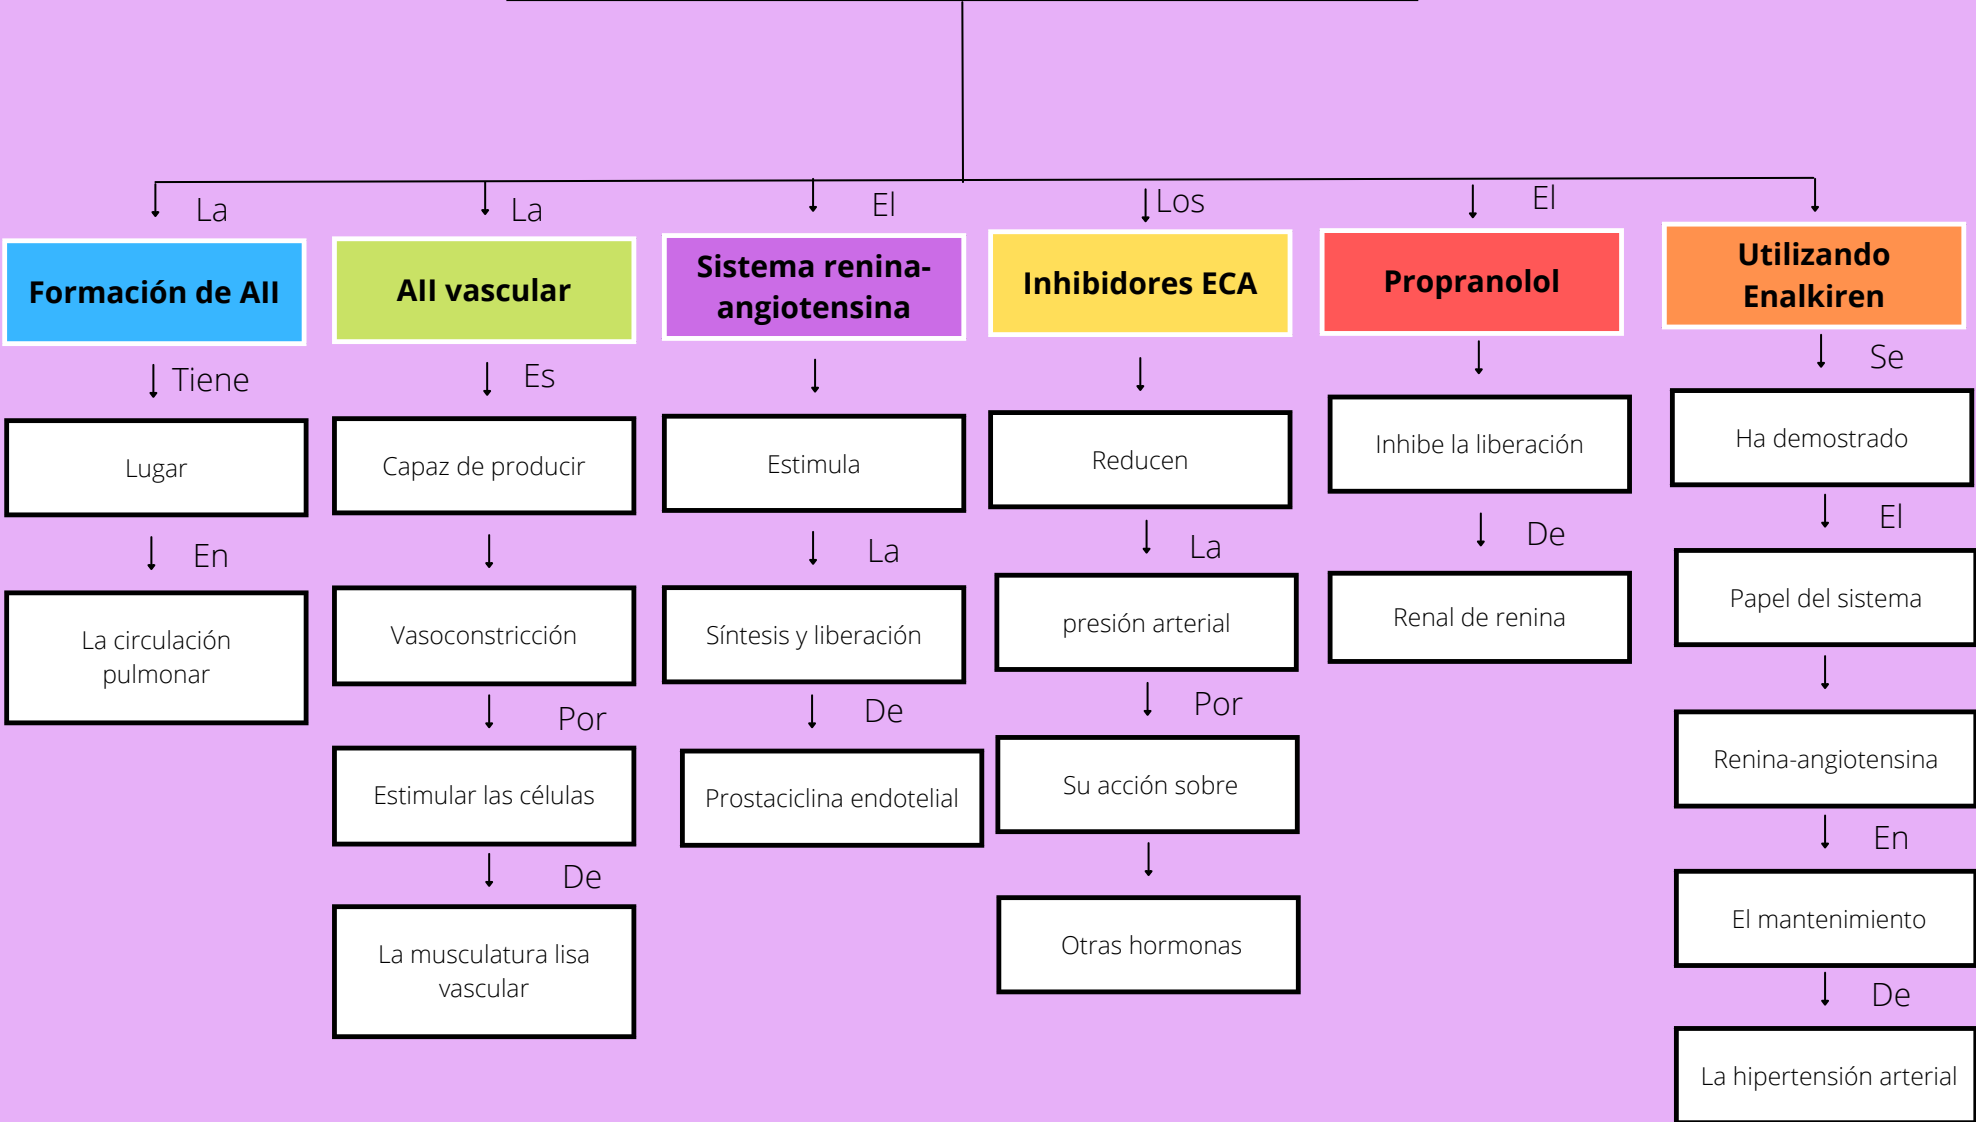 La
Formación de AII
Tiene
Lugar
En
La circulación
pulmonar
La
AII vascular
Es
Capaz de producir
Vasoconstricción
Por
Estimular las células
De
La musculatura lisa
vascular
El
Sistema renina-
angiotensina
Estimula
La
Síntesis y liberación
De
Prostaciclina endotelial
Los
Inhibidores ECA
Reducen
La
presión arterial
Por
Su acción sobre
Otras hormonas
El
Propranolol
Inhibe la liberación
De
Renal de renina
Utilizando
Enalkiren
Se
Ha demostrado
El
Papel del sistema
Renina-angiotensina
En
El mantenimiento
De
La hipertensión arterial